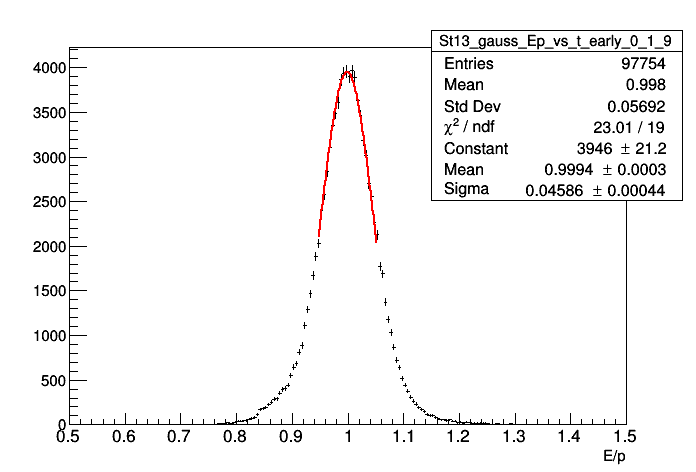 St13_gauss_Ep_vs_t_early_0_1_9
Entries 97754
Mean 0.998
Std Dev 0.05692
χ² / ndf 23.01 / 19
Constant 3946 ± 21.2
Mean 0.9994 ± 0.0003
Sigma 0.04586 ± 0.00044
4000
3500
3000
2500
2000
1500
1000
500
0
0.5 0.6 0.7 0.8 0.9 1 1.1 1.2 1.3 1.4 1.5
E/p